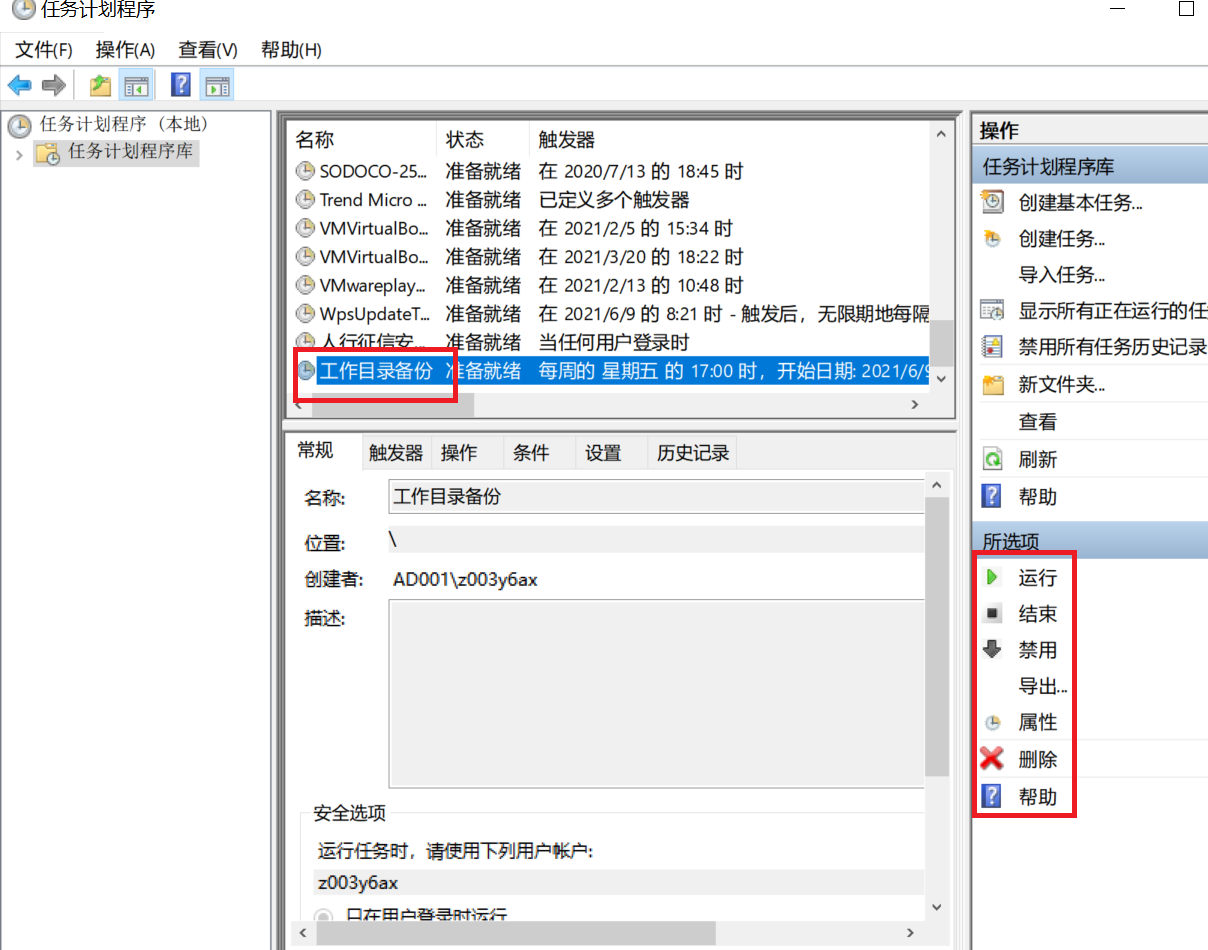 任务计划程序
文件(F) 操作(A) 查看(V) 帮助(H)
任务计划程序（本地）
任务计划程序库
名称 状态 触发器
SODOCO-25... 准备就绪 在 2020/7/13 的 18:45 时
Trend Micro ... 准备就绪 已定义多个触发器
VMVirtualBo... 准备就绪 在 2021/2/5 的 15:34 时
VMVirtualBo... 准备就绪 在 2021/3/20 的 18:22 时
VMwareplay... 准备就绪 在 2021/2/13 的 10:48 时
WpsUpdateT... 准备就绪 在 2021/6/9 的 8:21 时 - 触发后，无限期地每隔
人行征信安... 准备就绪 当任何用户登录时
工作目录备份 准备就绪 每周的 星期五 的 17:00 时，开始日期: 2021/6/9
常规 触发器 操作 条件 设置 历史记录
名称: 工作目录备份
位置: \
创建者: AD001\z003y6ax
描述:
安全选项
运行任务时，请使用下列用户帐户:
z003y6ax
只在用户登录时运行
操作
任务计划程序库
创建基本任务...
创建任务...
导入任务...
显示所有正在运行的任
禁用所有任务历史记录
新文件夹...
查看
刷新
帮助
所选项
运行
结束
禁用
导出...
属性
删除
帮助